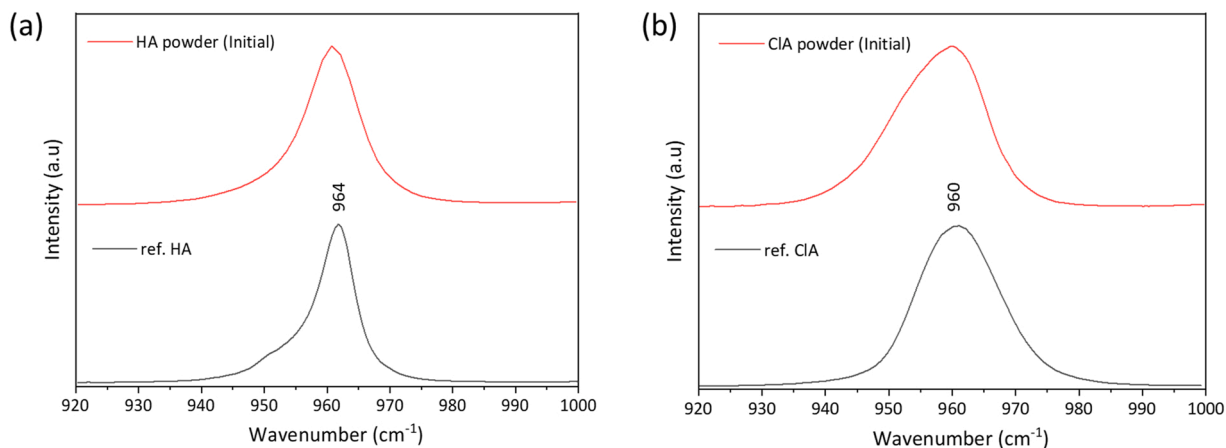 (a)
HA powder (Initial)
964
ref. HA
Intensity (a.u)
920 930 940 950 960 970 980 990 1000
Wavenumber (cm⁻¹)
(b)
ClA powder (Initial)
960
ref. ClA
Intensity (a.u)
920 930 940 950 960 970 980 990 1000
Wavenumber (cm⁻¹)